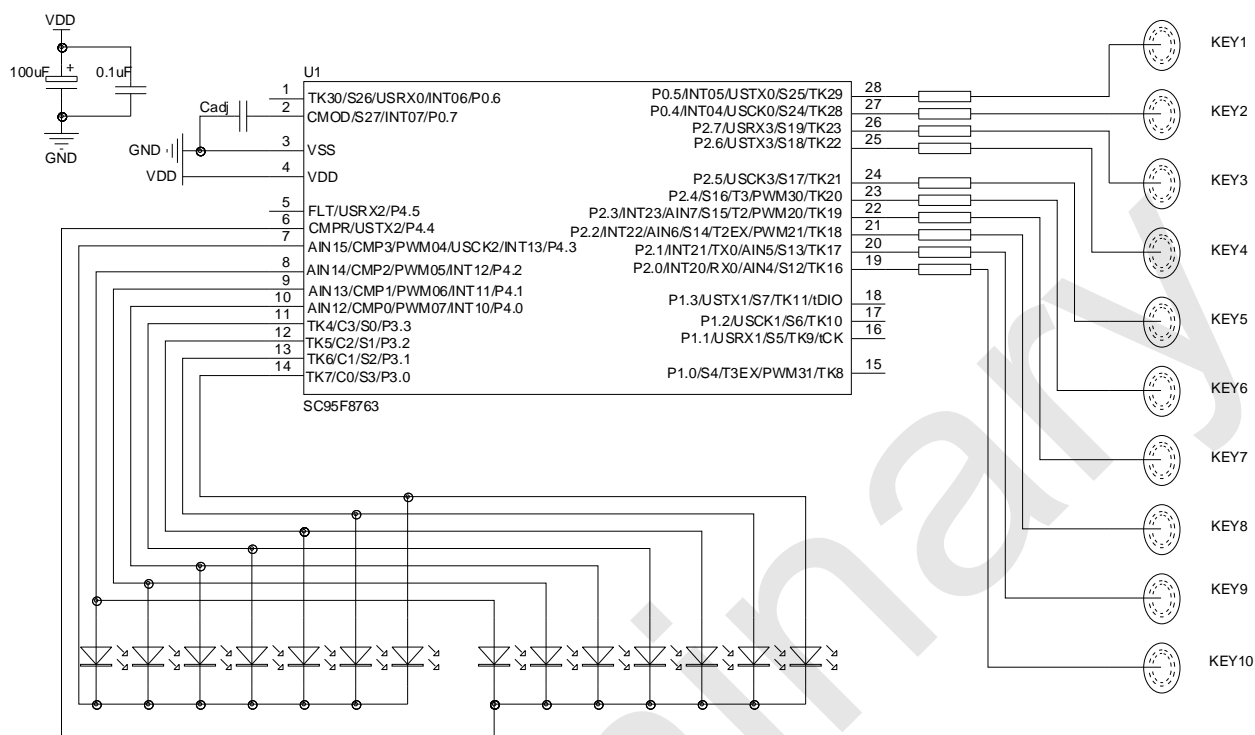 VDD
100uF
+
0.1uF
GND
U1
Cadj
GND
VDD
1 TK30/S26/USRX0/INT06/P0.6
2 CMOD/S27/INT07/P0.7
3 VSS
4 VDD
5 FLT/USRX2/P4.5
6 CMPR/USTX2/P4.4
7 AIN15/CMP3/PWM04/USCK2/INT13/P4.3
8 AIN14/CMP2/PWM05/INT12/P4.2
9 AIN13/CMP1/PWM06/INT11/P4.1
10 AIN12/CMP0/PWM07/INT10/P4.0
11 TK4/C3/S0/P3.3
12 TK5/C2/S1/P3.2
13 TK6/C1/S2/P3.1
14 TK7/C0/S3/P3.0
P0.5/INT05/USTX0/S25/TK29 28
P0.4/INT04/USCK0/S24/TK28 27
P2.7/USRX3/S19/TK23 26
P2.6/USTX3/S18/TK22 25
P2.5/USCK3/S17/TK21 24
P2.4/S16/T3/PWM30/TK20 23
P2.3/INT23/AIN7/S15/T2/PWM20/TK19 22
P2.2/INT22/AIN6/S14/T2EX/PWM21/TK18 21
P2.1/INT21/TX0/AIN5/S13/TK17 20
P2.0/INT20/RX0/AIN4/S12/TK16 19
P1.3/USTX1/S7/TK11/tDIO 18
P1.2/USCK1/S6/TK10 17
P1.1/USRX1/S5/TK9/tCK 16
P1.0/S4/T3EX/PWM31/TK8 15
SC95F8763
KEY1
KEY2
KEY3
KEY4
KEY5
KEY6
KEY7
KEY8
KEY9
KEY10
inary